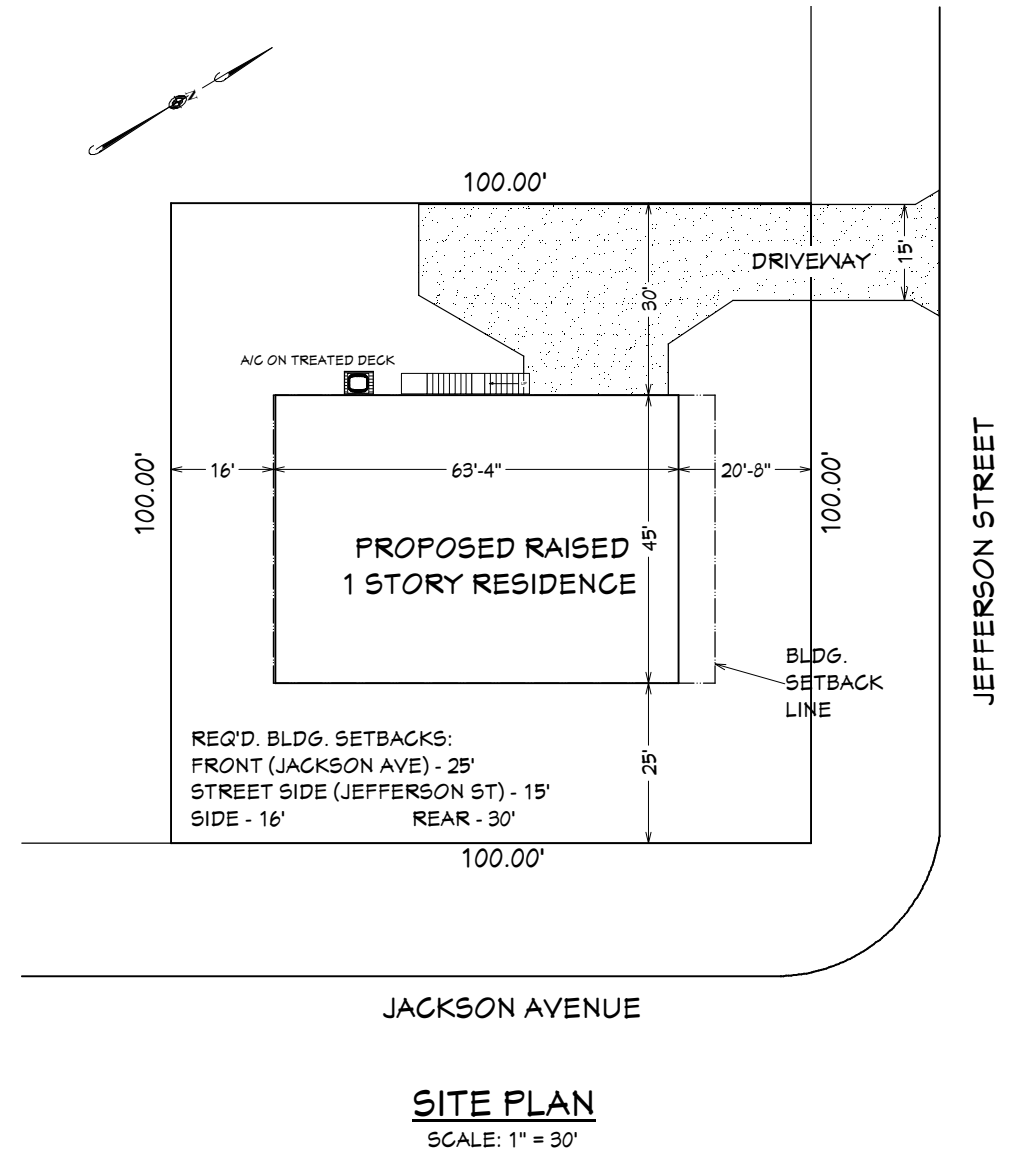 N
100.00'
DRIVEWAY
15'
30'
A/C ON TREATED DECK
UP
16'
63'-4"
20'-8"
100.00'
100.00'
PROPOSED RAISED
1 STORY RESIDENCE
45'
JEFFERSON STREET
BLDG.
SETBACK
LINE
REQ'D. BLDG. SETBACKS:
FRONT (JACKSON AVE) - 25'
STREET SIDE (JEFFERSON ST) - 15'
SIDE - 16' REAR - 30'
25'
100.00'
JACKSON AVENUE
SITE PLAN
SCALE: 1" = 30'